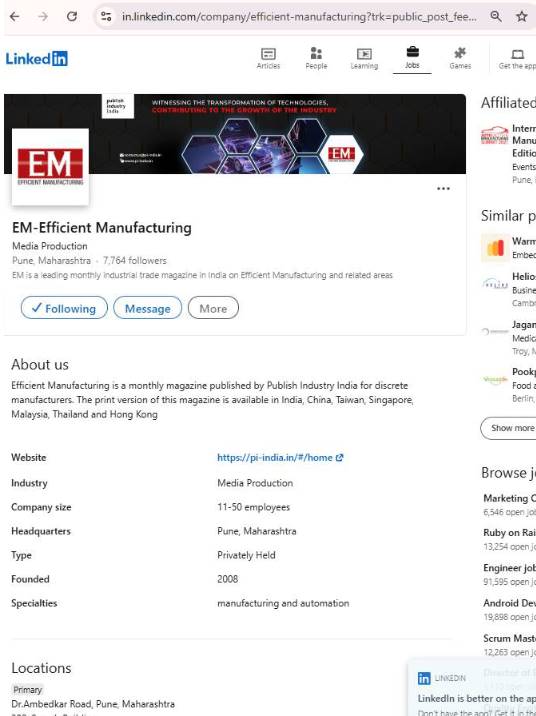 in.linkedin.com/company/efficient-manufacturing?trk=public_post_fee...
Linked in
Articles
People
Learning
Jobs
Games
Get the app
publish
industry
india
WITNESSING THE TRANSFORMATION OF TECHNOLOGIES,
CONTRIBUTING TO THE GROWTH OF THE INDUSTRY
EM
EM
EFFICIENT MANUFACTURING
EM-Efficient Manufacturing
Media Production
Pune, Maharashtra · 7,764 followers
EM is a leading monthly industrial trade magazine in India on Efficient Manufacturing and related areas
Following
Message
More
About us
Efficient Manufacturing is a monthly magazine published by Publish Industry India for discrete
manufacturers. The print version of this magazine is available in India, China, Taiwan, Singapore,
Malaysia, Thailand and Hong Kong
Website https://pi-india.in/#/home
Industry Media Production
Company size 11-50 employees
Headquarters Pune, Maharashtra
Type Privately Held
Founded 2008
Specialties manufacturing and automation
Locations
Primary
Dr.Ambedkar Road, Pune, Maharashtra
Affiliated
Intern
Manu
Editio
Events
Pune,
Similar p
Warm
Embed
Helio
Busine
Cambr
Jagan
Medic
Troy, M
Pookp
Food a
Berlin,
Show more
Browse j
Marketing C
6,546 open job
Ruby on Rai
13,254 open jo
Engineer job
91,595 open jo
Android Dev
19,898 open jo
Scrum Maste
12,263 open jo
Director of E
LINKEDIN
LinkedIn is better on the ap
Don't have the app? Get it in the